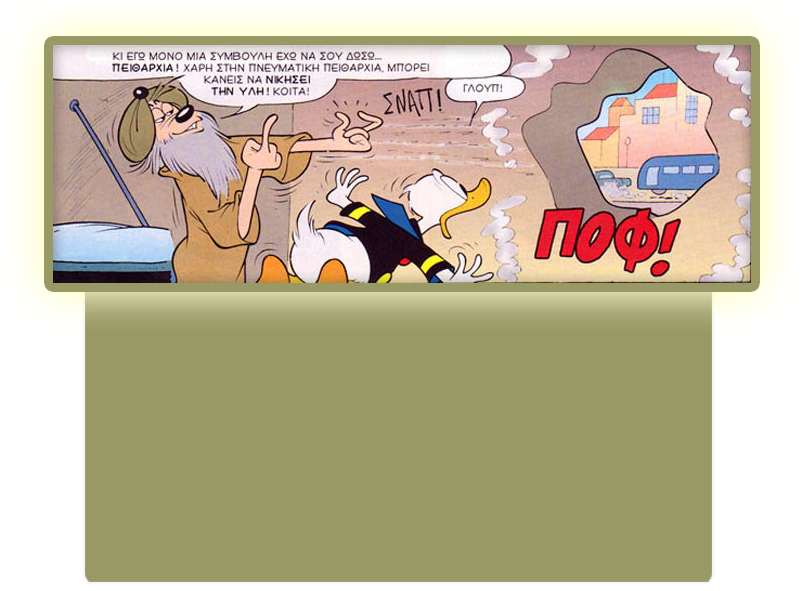 ΚΙ ΕΓΩ ΜΟΝΟ ΜΙΑ ΣΥΜΒΟΥΛΗ ΕΧΩ ΝΑ ΣΟΥ ΔΩΣΩ...
ΠΕΙΘΑΡΧΙΑ! ΧΑΡΗ ΣΤΗΝ ΠΝΕΥΜΑΤΙΚΗ ΠΕΙΘΑΡΧΙΑ, ΜΠΟΡΕΙ
ΚΑΝΕΙΣ ΝΑ ΝΙΚΗΣΕΙ
ΤΗΝ ΥΛΗ! ΚΟΙΤΑ!
ΣΝΑΠ!
ΓΛΟΥΠ!
ΠΟΦ!